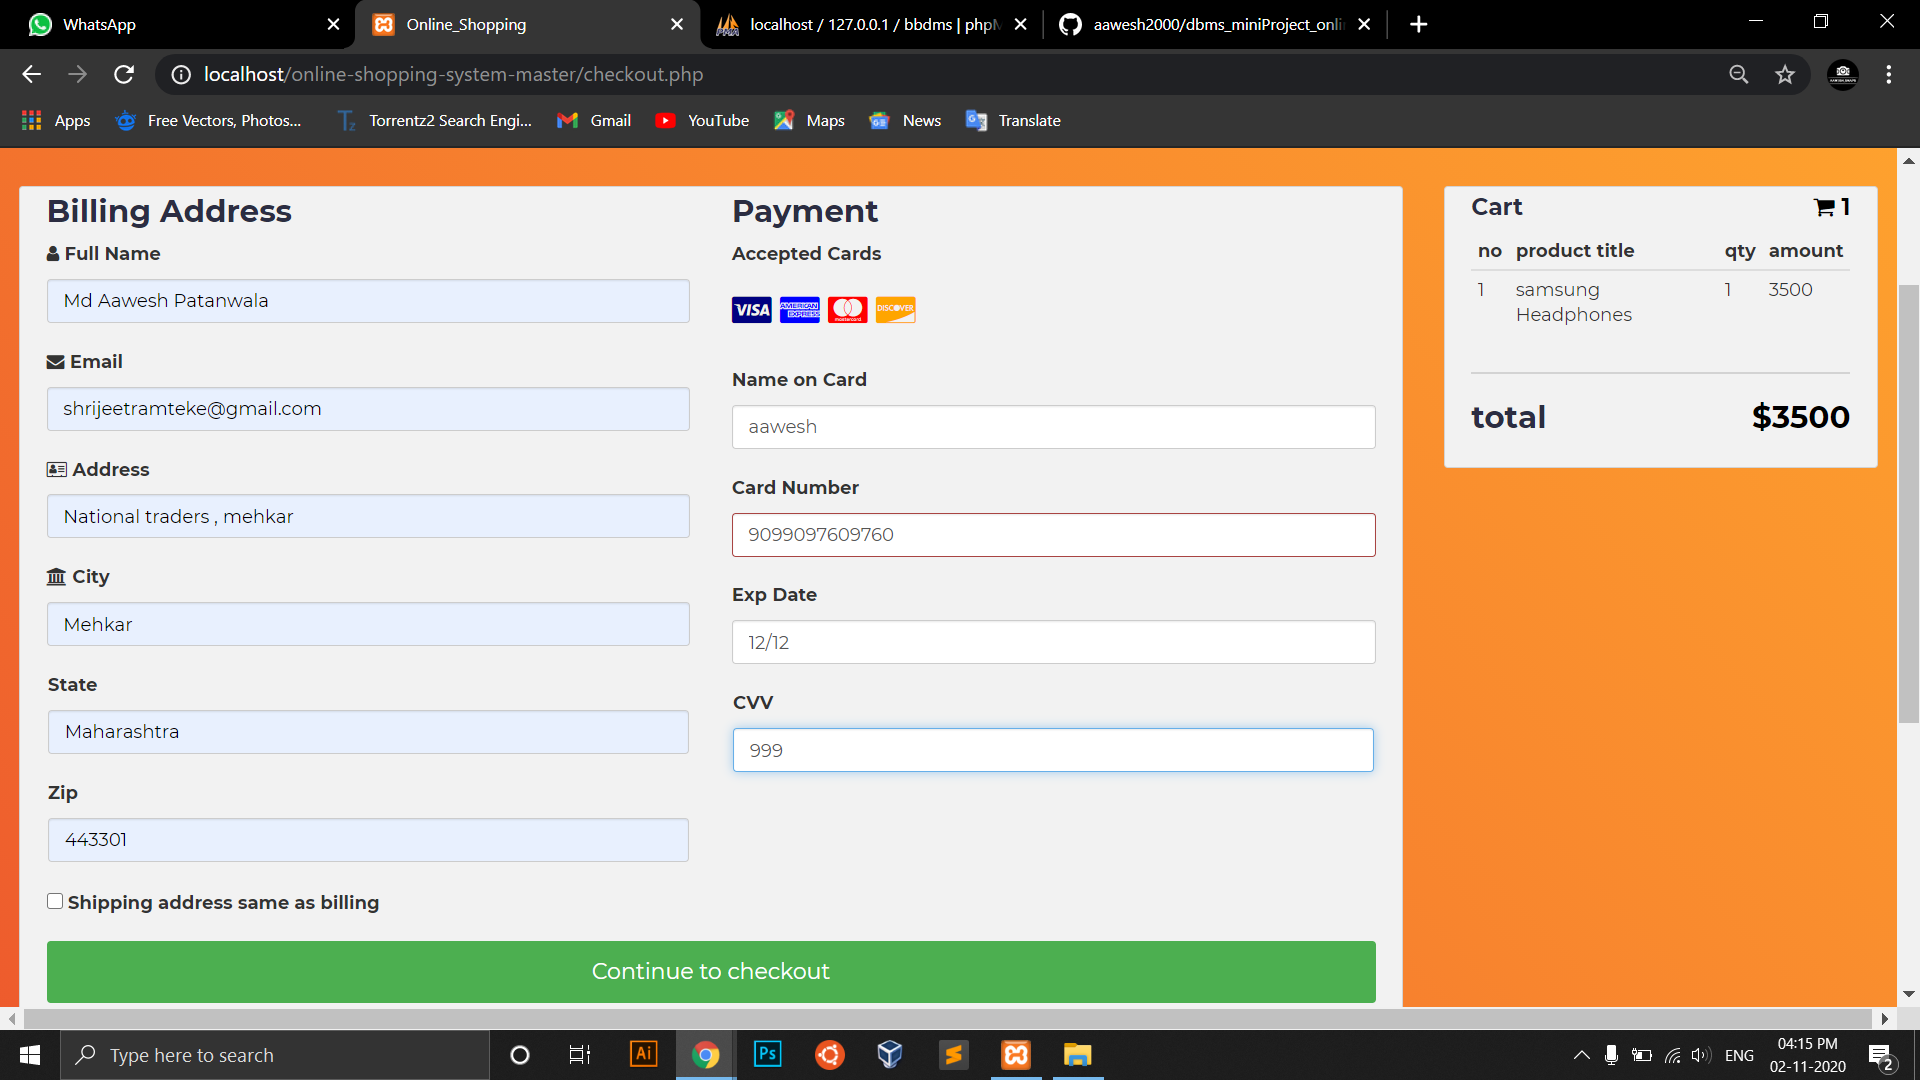 WhatsApp
Online_Shopping
localhost / 127.0.0.1 / bbdms | phpM
aawesh2000/dbms_miniProject_onli
localhost/online-shopping-system-master/checkout.php
Apps
Free Vectors, Photos...
Tz
Torrentz2 Search Engi...
Gmail
YouTube
Maps
News
Translate
Billing Address
Full Name
Md Aawesh Patanwala
Email
shrijeetramteke@gmail.com
Address
National traders , mehkar
City
Mehkar
State
Maharashtra
Zip
443301
Shipping address same as billing
Payment
Accepted Cards
VISA
AMERICAN EXPRESS
mastercard
DISCOVER
Name on Card
aawesh
Card Number
9099097609760
Exp Date
12/12
CVV
999
Continue to checkout
Cart 1
no product title qty amount
1 samsung 1 3500
Headphones
total $3500
Type here to search
Ai
Ps
ENG
04:15 PM
02-11-2020
2